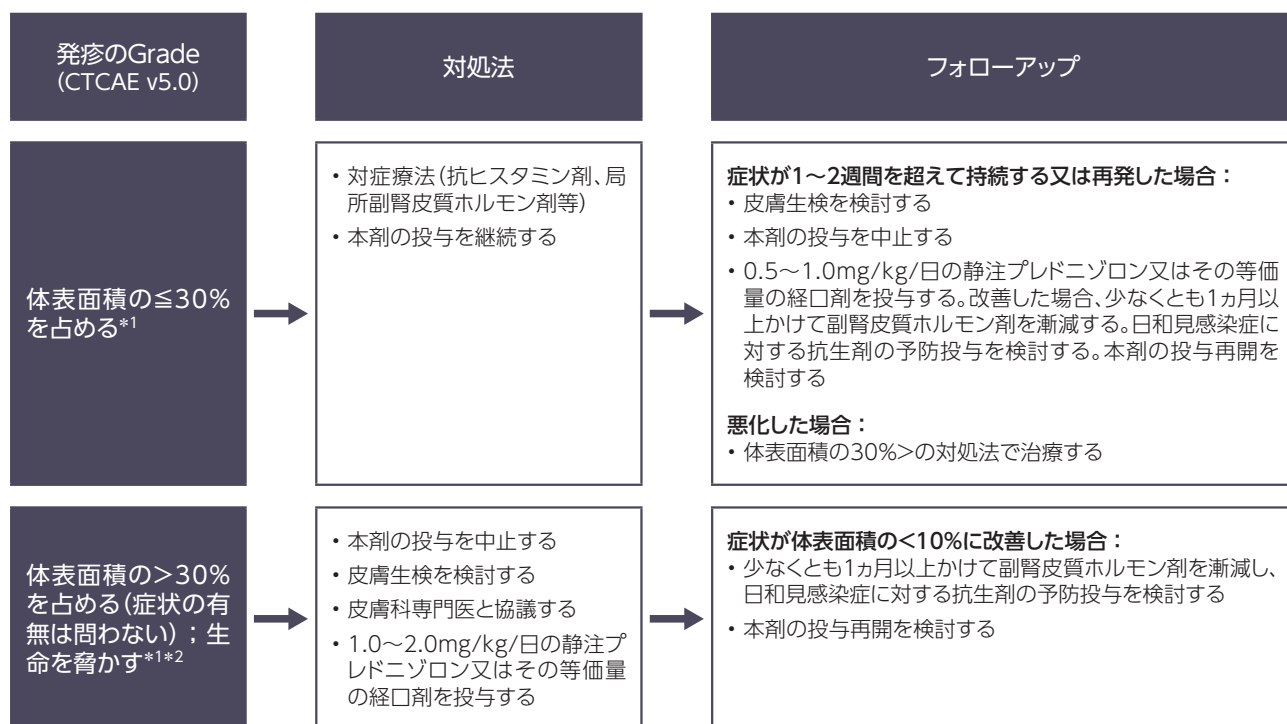 発疹のGrade
(CTCAE v5.0)
対処法
フォローアップ
体表面積の≦30%
を占める*1
・対症療法(抗ヒスタミン剤、局
所副腎皮質ホルモン剤等)
・本剤の投与を継続する
症状が1～2週間を超えて持続する又は再発した場合：
・皮膚生検を検討する
・本剤の投与を中止する
・0.5～1.0mg/kg/日の静注プレドニゾロン又はその等価
量の経口剤を投与する。改善した場合、少なくとも1ヵ月以
上かけて副腎皮質ホルモン剤を漸減する。日和見感染症に
対する抗生剤の予防投与を検討する。本剤の投与再開を
検討する
悪化した場合：
・体表面積の30%>の対処法で治療する
体表面積の>30%
を占める(症状の有
無は問わない)；生
命を脅かす*1*2
・本剤の投与を中止する
・皮膚生検を検討する
・皮膚科専門医と協議する
・1.0～2.0mg/kg/日の静注プ
レドニゾロン又はその等価量
の経口剤を投与する
症状が体表面積の<10%に改善した場合：
・少なくとも1ヵ月以上かけて副腎皮質ホルモン剤を漸減し、
日和見感染症に対する抗生剤の予防投与を検討する
・本剤の投与再開を検討する